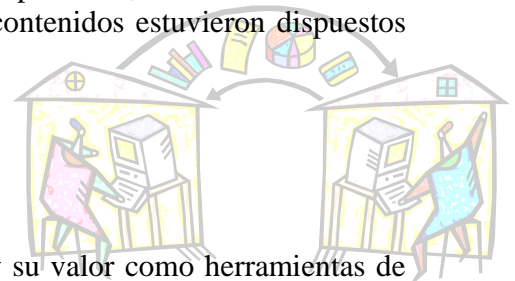 contenidos estuvieron dispuestos
su valor como herramientas de